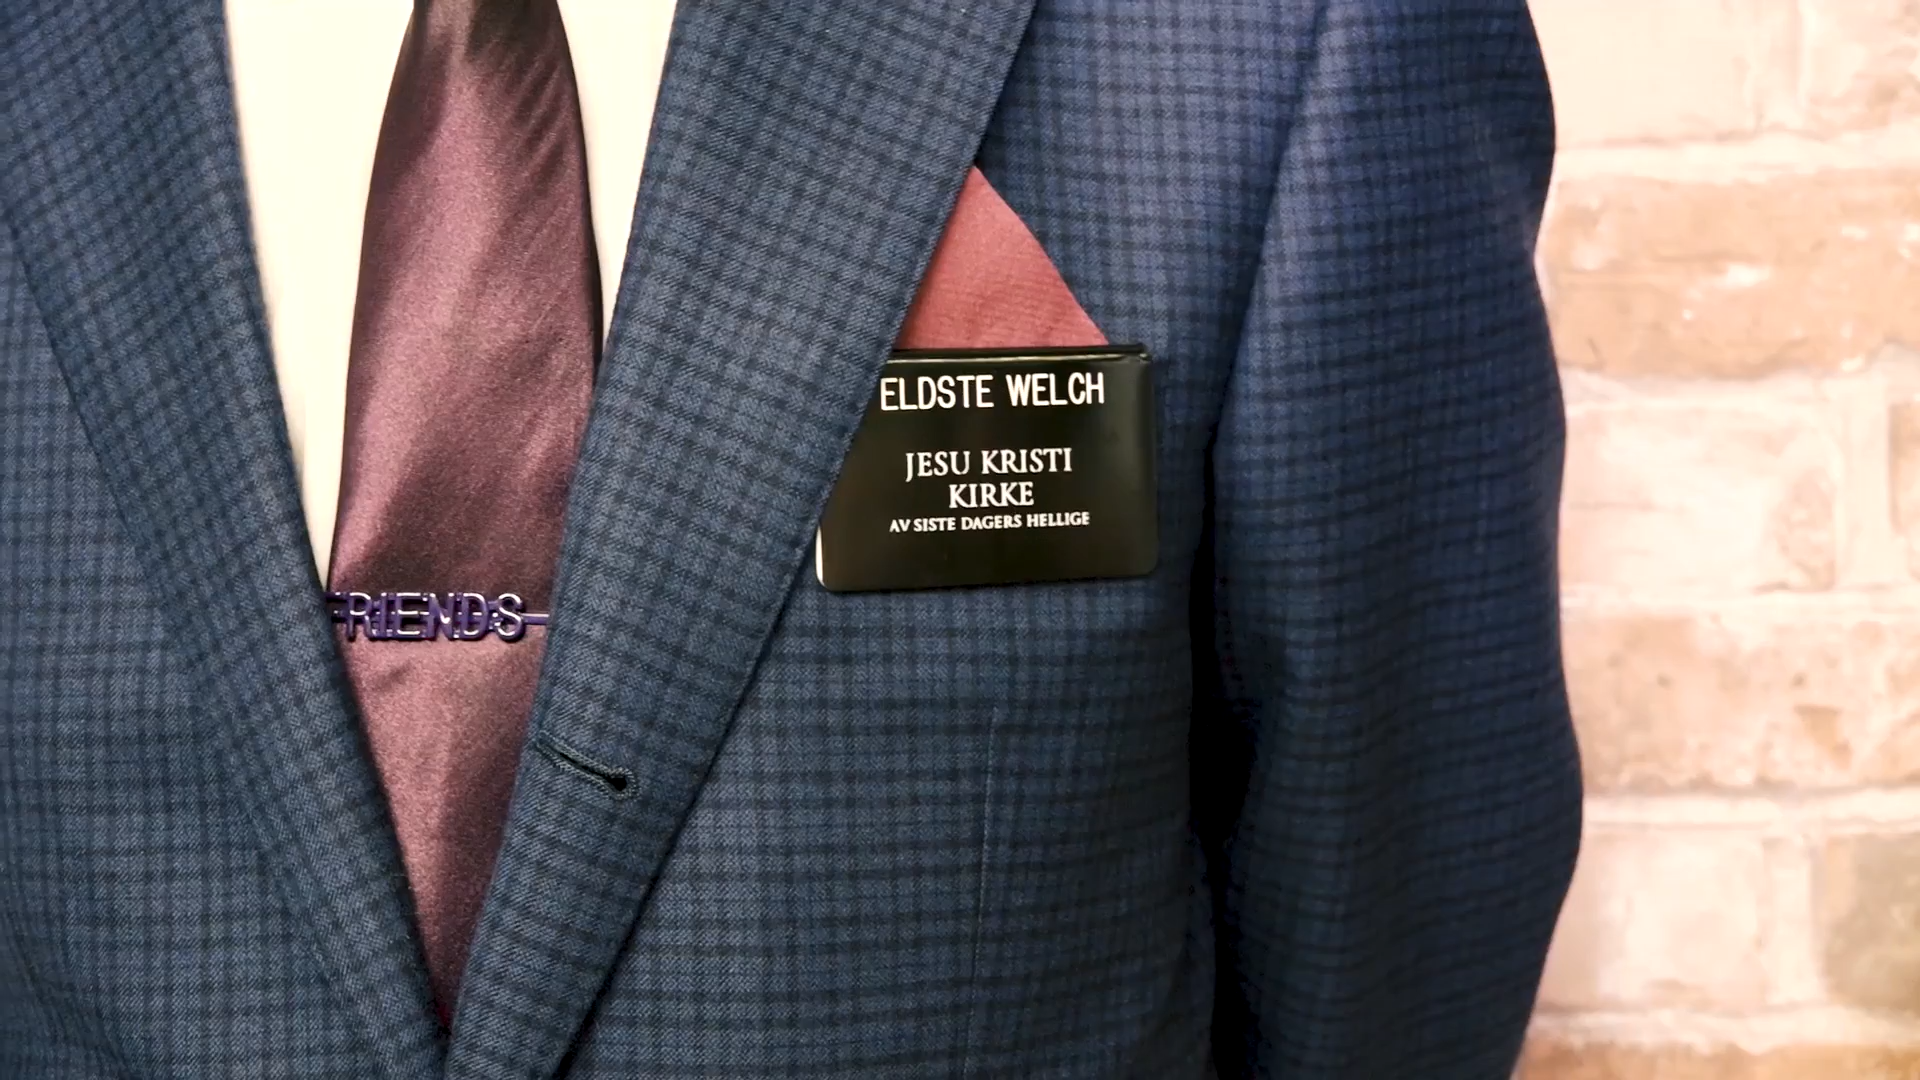 ELDSTE WELCH
JESU KRISTI
KIRKE
AV SISTE DAGERS HELLIGE
FRIENDS